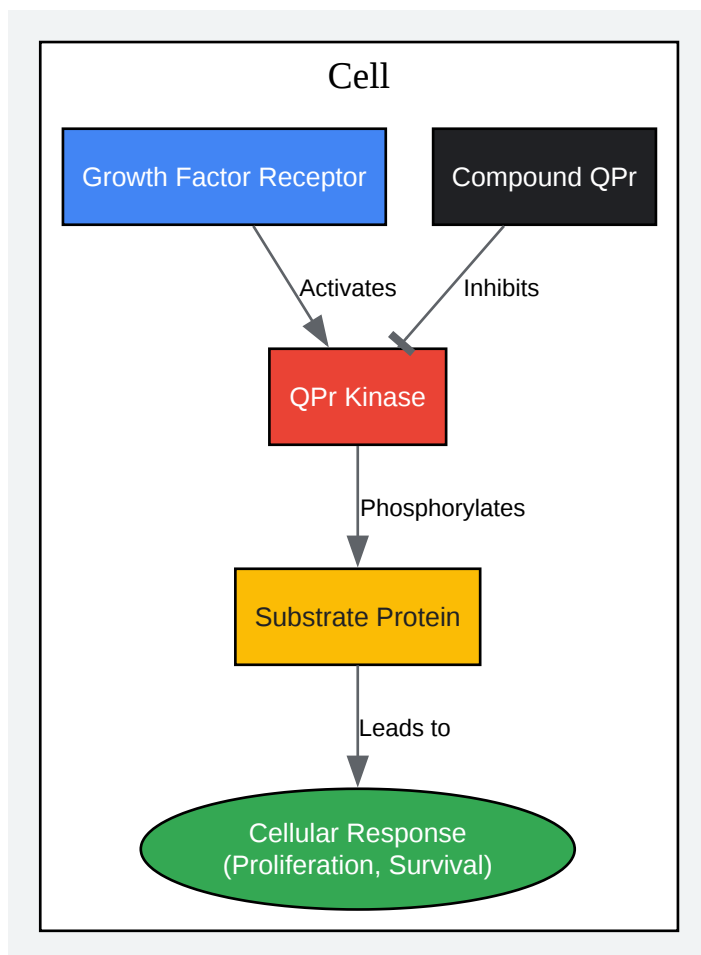 Cell
Growth Factor Receptor
Compound QPr
Activates
Inhibits
QPr Kinase
Phosphorylates
Substrate Protein
Leads to
Cellular Response
(Proliferation, Survival)